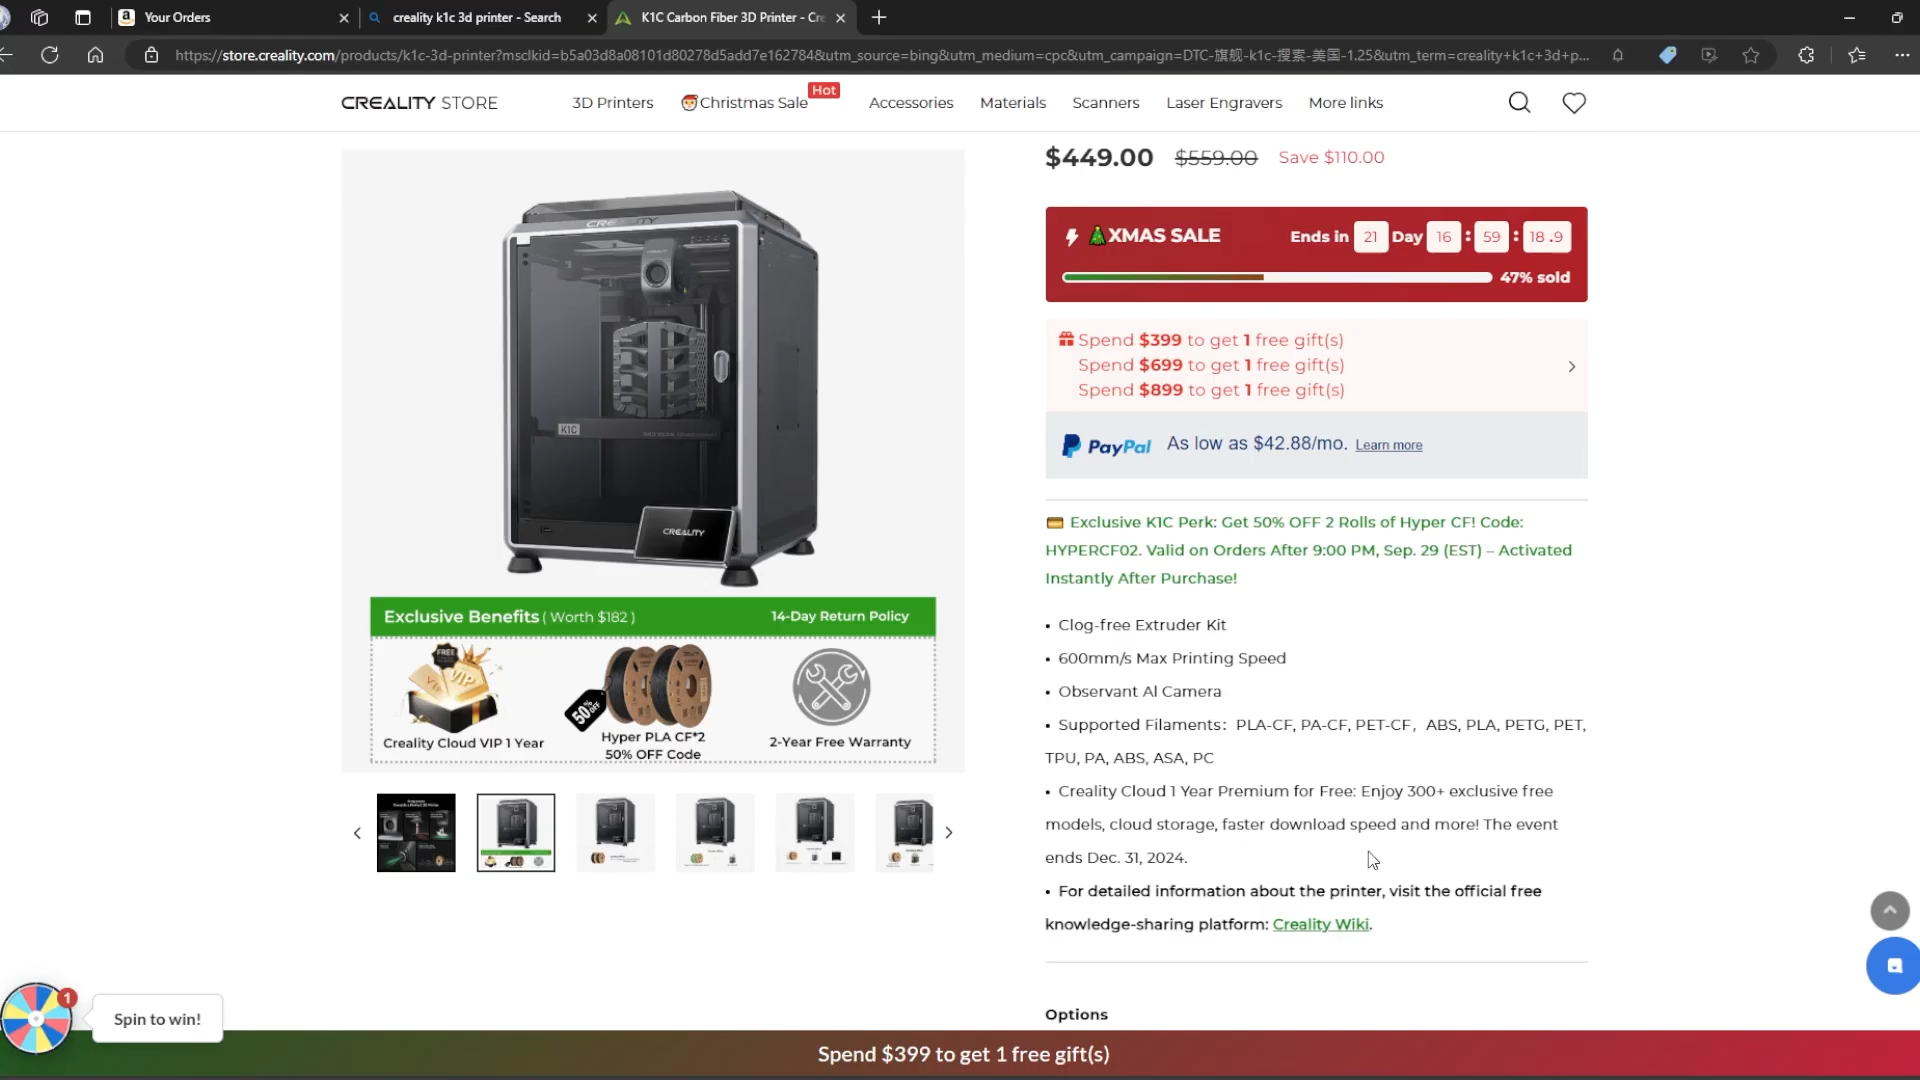 Your Orders
creality k1c 3d printer - Search
K1C Carbon Fiber 3D Printer - Cre
https://store.creality.com/products/k1c-3d-printer?msclkid=b5a03d8a08101d80278d5add7e162784&utm_source=bing&utm_medium=cpc&utm_campaign=DTC-旗舰-k1c-搜索-美国-1.25&utm_term=creality+k1c+3d+p...
CREALITY STORE
3D Printers
Christmas Sale
Hot
Accessories
Materials
Scanners
Laser Engravers
More links
$449.00 $559.00 Save $110.00
XMAS SALE
Ends in 21 Day 16 : 59 : 18.9
47% sold
Spend $399 to get 1 free gift(s)
Spend $699 to get 1 free gift(s)
Spend $899 to get 1 free gift(s)
PayPal As low as $42.88/mo. Learn more
Exclusive K1C Perk: Get 50% OFF 2 Rolls of Hyper CF! Code:
HYPERCF02. Valid on Orders After 9:00 PM, Sep. 29 (EST) – Activated
Instantly After Purchase!
• Clog-free Extruder Kit
• 600mm/s Max Printing Speed
• Observant AI Camera
• Supported Filaments：PLA-CF, PA-CF, PET-CF，ABS, PLA, PETG, PET,
TPU, PA, ABS, ASA, PC
• Creality Cloud 1 Year Premium for Free: Enjoy 300+ exclusive free
models, cloud storage, faster download speed and more! The event
ends Dec. 31, 2024.
• For detailed information about the printer, visit the official free
knowledge-sharing platform: Creality Wiki.
Options
CREALITY
K1C
CREALITY
Exclusive Benefits ( Worth $182 )
14-Day Return Policy
FREE
VIP
VIP
50% OFF
Creality Cloud VIP 1 Year
Hyper PLA CF*2
50% OFF Code
2-Year Free Warranty
1
Spin to win!
Spend $399 to get 1 free gift(s)